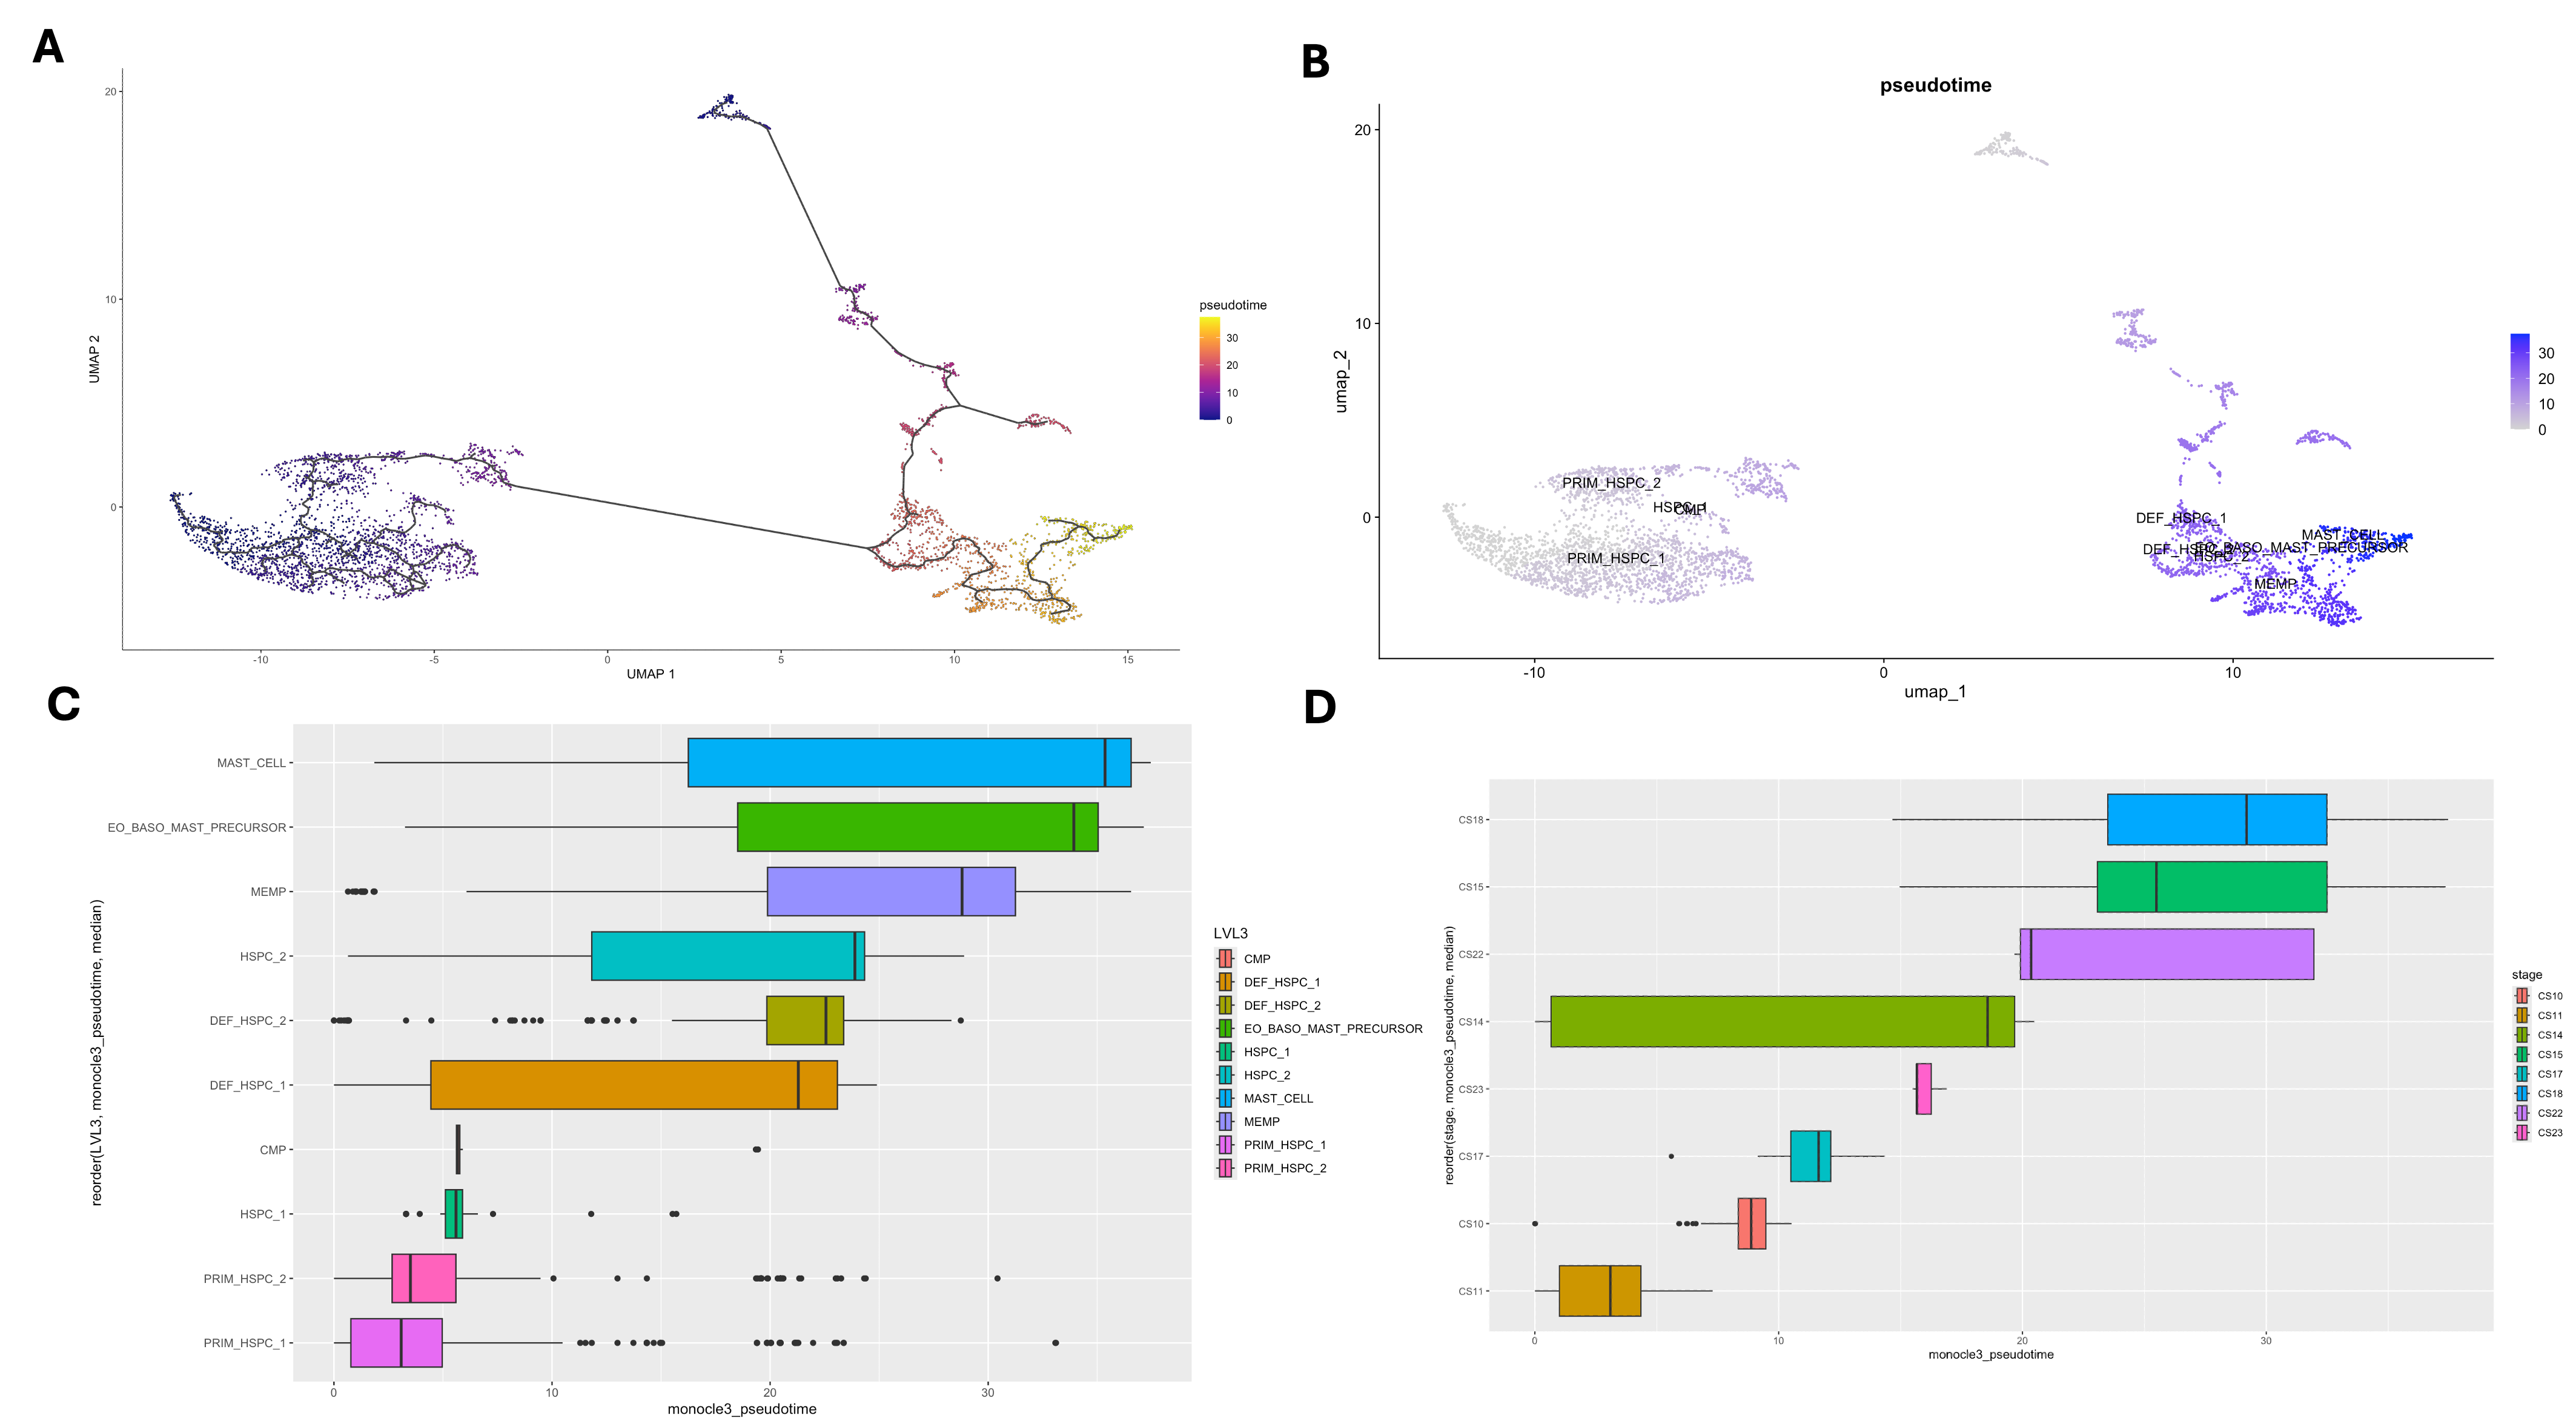 A
20
10
0
UMAP 2
-10
-5
0
5
10
15
UMAP 1
pseudotime
30
20
10
0
B
pseudotime
20
10
0
umap_2
PRIM_HSPC_2
HSPC_1
CMP
PRIM_HSPC_1
DEF_HSPC_1
MAST_CELL
DEF_HSPC_2
EO_BASO_MAST_PRECURSOR
HSPC_2
MEMP
-10
0
10
umap_1
30
20
10
0
C
reorder(LVL3, monocle3_pseudotime, median)
MAST_CELL
EO_BASO_MAST_PRECURSOR
MEMP
HSPC_2
DEF_HSPC_2
DEF_HSPC_1
CMP
HSPC_1
PRIM_HSPC_2
PRIM_HSPC_1
0
10
20
30
monocle3_pseudotime
LVL3
CMP
DEF_HSPC_1
DEF_HSPC_2
EO_BASO_MAST_PRECURSOR
HSPC_1
HSPC_2
MAST_CELL
MEMP
PRIM_HSPC_1
PRIM_HSPC_2
D
reorder(stage, monocle3_pseudotime, median)
CS18
CS15
CS22
CS14
CS23
CS17
CS10
CS11
0
10
20
30
monocle3_pseudotime
stage
CS10
CS11
CS14
CS15
CS17
CS18
CS22
CS23